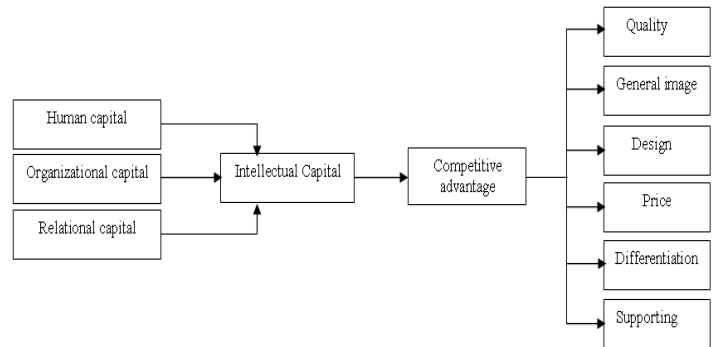 Human capital
Organizational capital
Relational capital
Intellectual Capital
Competitive
advantage
Quality
General image
Design
Price
Differentiation
Supporting